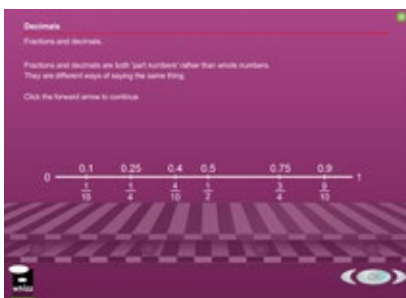 Decimals
Fractions and decimals.
Fractions and decimals are both 'part numbers' rather than whole numbers.
They are different ways of saying the same thing.
Click the forward arrow to continue.
0.1 0.25 0.4 0.5 0.75 0.9
0 1
1/10 1/4 4/10 1/2 3/4 9/10
whizz